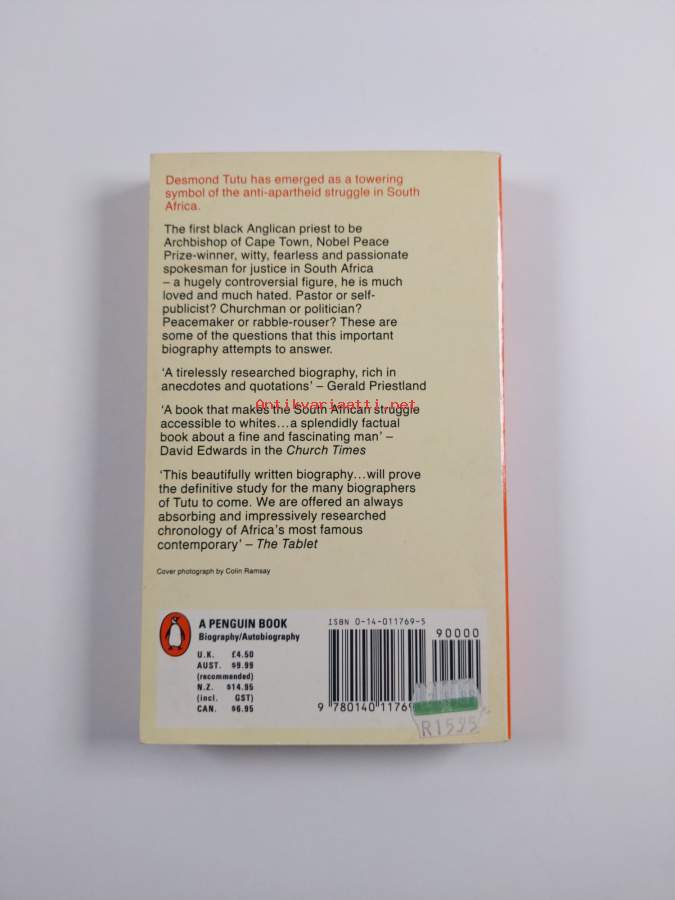 Desmond Tutu has emerged as a towering
symbol of the anti-apartheid struggle in South
Africa.
The first black Anglican priest to be
Archbishop of Cape Town, Nobel Peace
Prize-winner, witty, fearless and passionate
spokesman for justice in South Africa
– a hugely controversial figure, he is much
loved and much hated. Pastor or self-
publicist? Churchman or politician?
Peacemaker or rabble-rouser? These are
some of the questions that this important
biography attempts to answer.
‘A tirelessly researched biography, rich in
anecdotes and quotations’ – Gerald Priestland
Antikvariaatti.net
‘A book that makes the South African struggle
accessible to whites...a splendidly factual
book about a fine and fascinating man’ –
David Edwards in the Church Times
‘This beautifully written biography...will prove
the definitive study for the many biographers
of Tutu to come. We are offered an always
absorbing and impressively researched
chronology of Africa’s most famous
contemporary’ – The Tablet
Cover photograph by Colin Ramsay
A PENGUIN BOOK
Biography/Autobiography
U.K. £4.50
AUST. $9.99
(recommended)
N.Z. $14.95
(incl. GST)
CAN. $6.95
ISBN 0-14-011769-5
90000
9 780140 11769
R1595